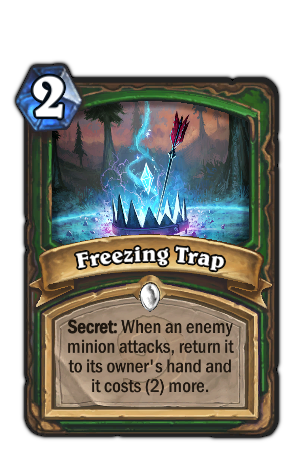 2
Freezing Trap
Secret: When an enemy
minion attacks, return it
to its owner's hand and
it costs (2) more.